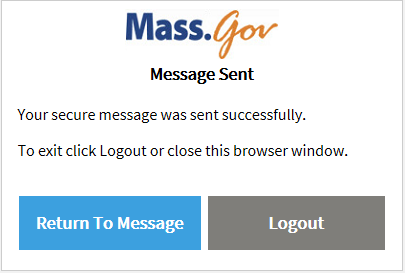 Mass.Gov
Message Sent
Your secure message was sent successfully.
To exit click Logout or close this browser window.
Return To Message
Logout